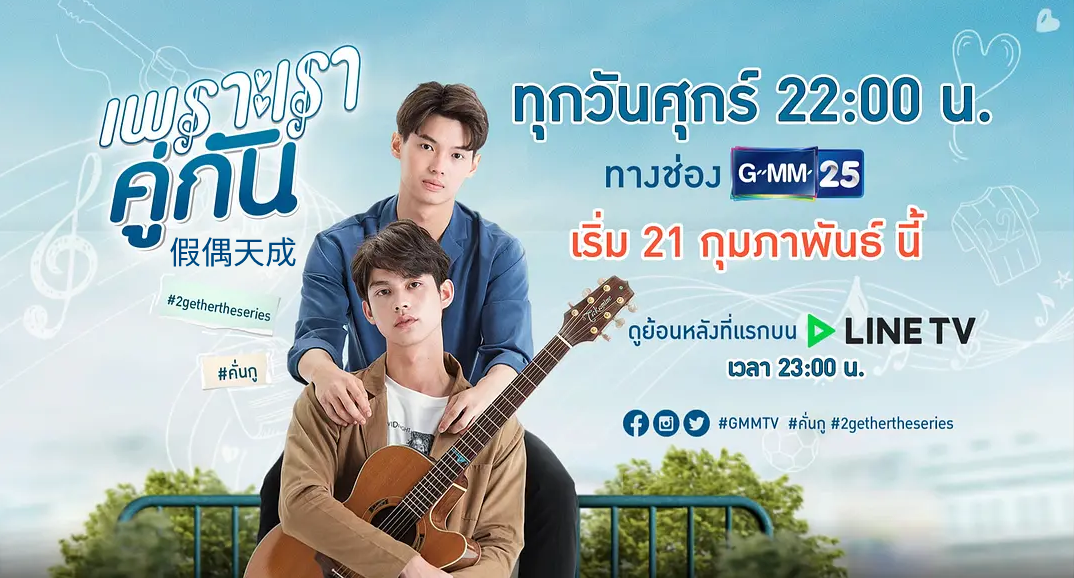 เพราะเรา
คู่กัน
假偶天成
#2gethertheseries
#คั่นกู
ทุกวันศุกร์ 22:00 น.
ทางช่อง GMM 25
เริ่ม 21 กุมภาพันธ์ นี้
ดูย้อนหลังที่แรกบน LINE TV
เวลา 23:00 น.
#GMMTV #คั่นกู #2gethertheseries
Takamine
12